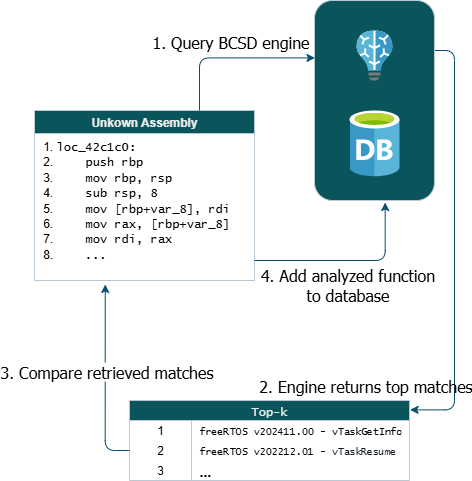 1. Query BCSD engine
Unkown Assembly
1. loc_42c1c0:
2. push rbp
3. mov rbp, rsp
4. sub rsp, 8
5. mov [rbp+var_8], rdi
6. mov rax, [rbp+var_8]
7. mov rdi, rax
8. ...
DB
4. Add analyzed function
to database
3. Compare retrieved matches
2. Engine returns top matches
Top-k
1 freeRTOS v202411.00 - vTaskGetInfo
2 freeRTOS v202212.01 - vTaskResume
3 ...